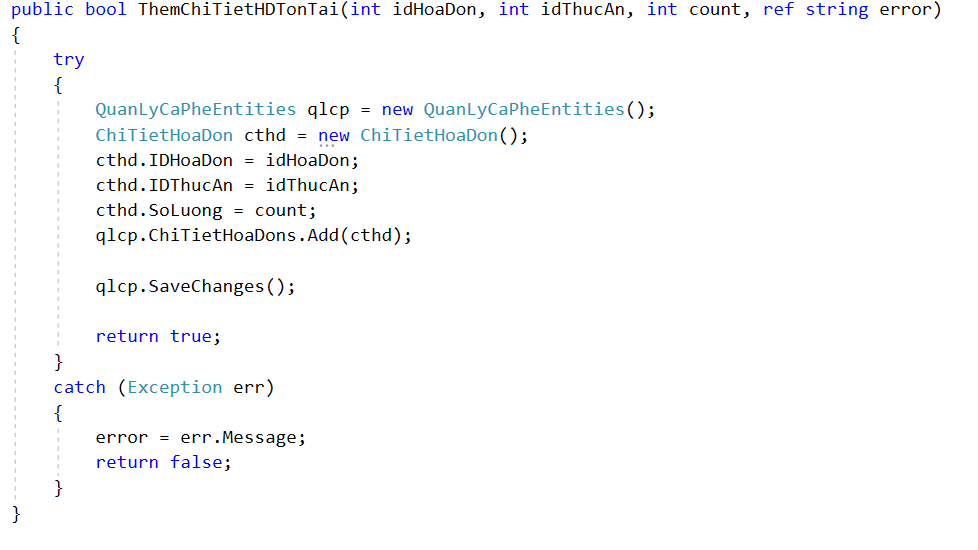 public bool ThemChiTietHDTonTai(int idHoaDon, int idThucAn, int count, ref string error)
{
    try
    {
        QuanLyCaPheEntities qlcp = new QuanLyCaPheEntities();
        ChiTietHoaDon cthd = new ChiTietHoaDon();
        cthd.IDHoaDon = idHoaDon;
        cthd.IDThucAn = idThucAn;
        cthd.SoLuong = count;
        qlcp.ChiTietHoaDons.Add(cthd);

        qlcp.SaveChanges();

        return true;
    }
    catch (Exception err)
    {
        error = err.Message;
        return false;
    }
}